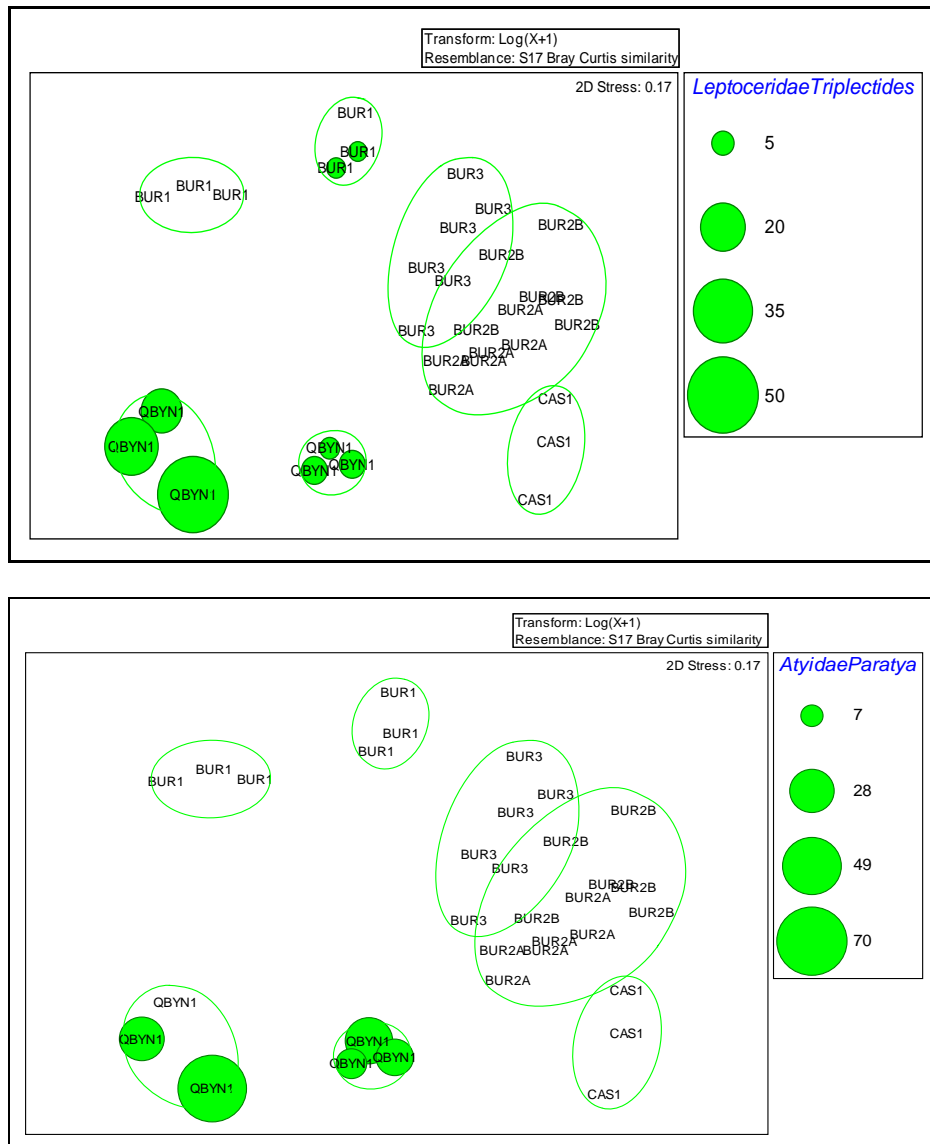 Transform: Log(X+1)
Resemblance: S17 Bray Curtis similarity
2D Stress: 0.17
LeptoceridaeTriplectides
5
20
35
50
BUR1
BUR1
BUR1
BUR1 BUR1 BUR1
BUR3
BUR3
BUR3
BUR2B
BUR2B
BUR3
BUR3
BUR2B
BUR2B
BUR2A
BUR3
BUR2B
BUR2B
BUR2A
BUR2A
BUR2A
BUR2A
BUR2A
CAS1
CAS1
CAS1
QBYN1
QBYN1
QBYN1
QBYN1
QBYN1
QBYN1
Transform: Log(X+1)
Resemblance: S17 Bray Curtis similarity
2D Stress: 0.17
AtyidaeParatya
7
28
49
70
BUR1
BUR1
BUR1
BUR1 BUR1 BUR1
BUR3
BUR3
BUR3
BUR2B
BUR2B
BUR3
BUR3
BUR2B
BUR2B
BUR2A
BUR3
BUR2B
BUR2B
BUR2A
BUR2A
BUR2A
BUR2A
BUR2A
CAS1
CAS1
CAS1
QBYN1
QBYN1
QBYN1
QBYN1
QBYN1
QBYN1